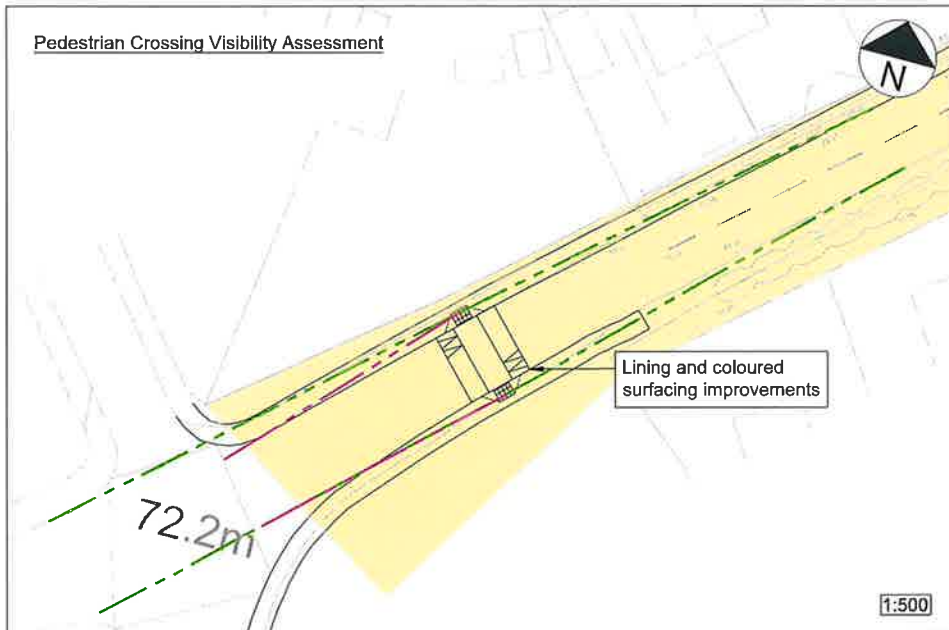 Pedestrian Crossing Visibility Assessment
N
Lining and coloured
surfacing improvements
72.2m
1:500